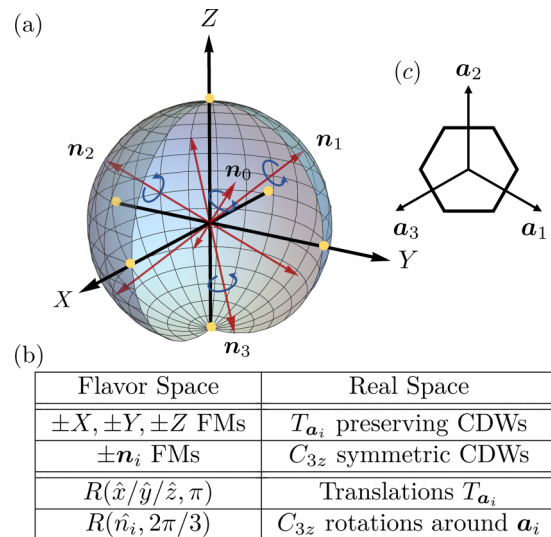 (a)
Z
(c)
a₂
n₂
n₁
n₀
a₃
a₁
X
Y
n₃
(b)
Flavor Space Real Space
±X, ±Y, ±Z FMs T_{a_i} preserving CDWs
±n_i FMs C_{3z} symmetric CDWs
R(x̂/ŷ/ẑ, π) Translations T_{a_i}
R(n̂_i, 2π/3) C_{3z} rotations around a_i